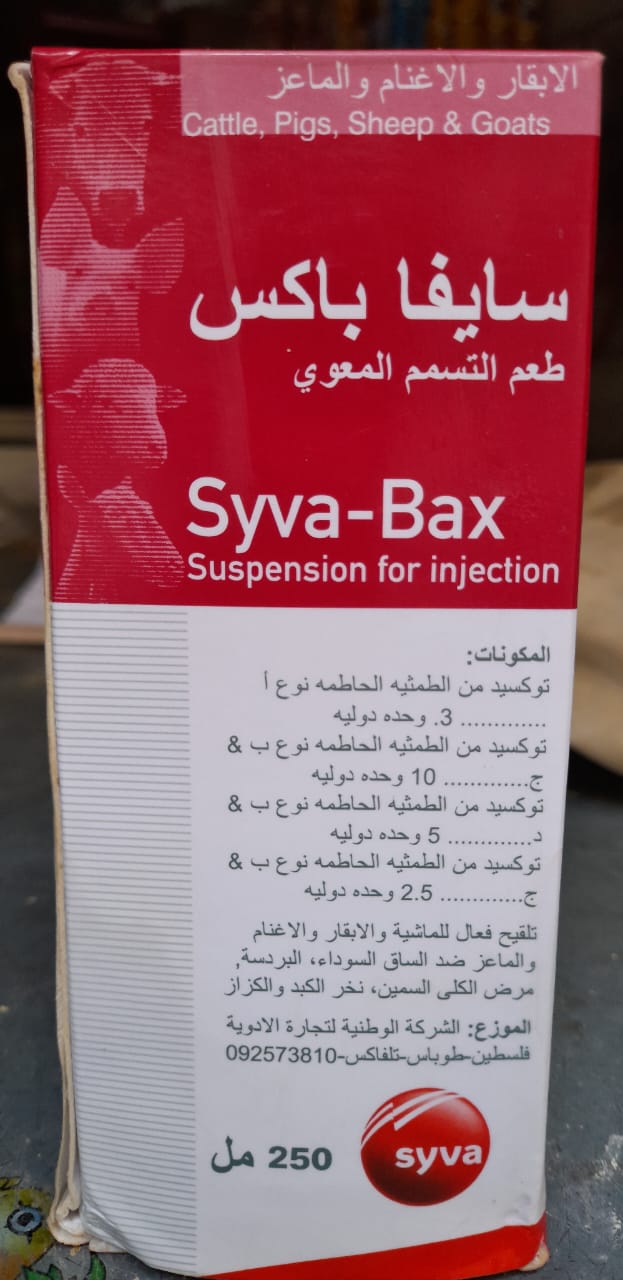 الابقار والاغنام والماعز
Cattle, Pigs, Sheep & Goats
سايفا باكس
طعم التسمم المعوي
Syva-Bax
Suspension for injection
المكونات:
توكسيد من الطمثيه الحاطمه نوع أ
............. 3. وحده دوليه
توكسيد من الطمثيه الحاطمه نوع ب &
ج............. 10 وحده دوليه
توكسيد من الطمثيه الحاطمه نوع ب &
د............. 5 وحده دوليه
توكسيد من الطمثيه الحاطمه نوع ب &
ج............. 2.5 وحده دوليه
تلقيح فعال للماشية والابقار والاغنام
والماعز ضد الساق السوداء، البردسة,
مرض الكلى السمين، نخر الكبد والكزاز
الموزع: الشركة الوطنية لتجارة الادوية
فلسطين-طوباس-تلفاكس-092573810
250 مل
syva